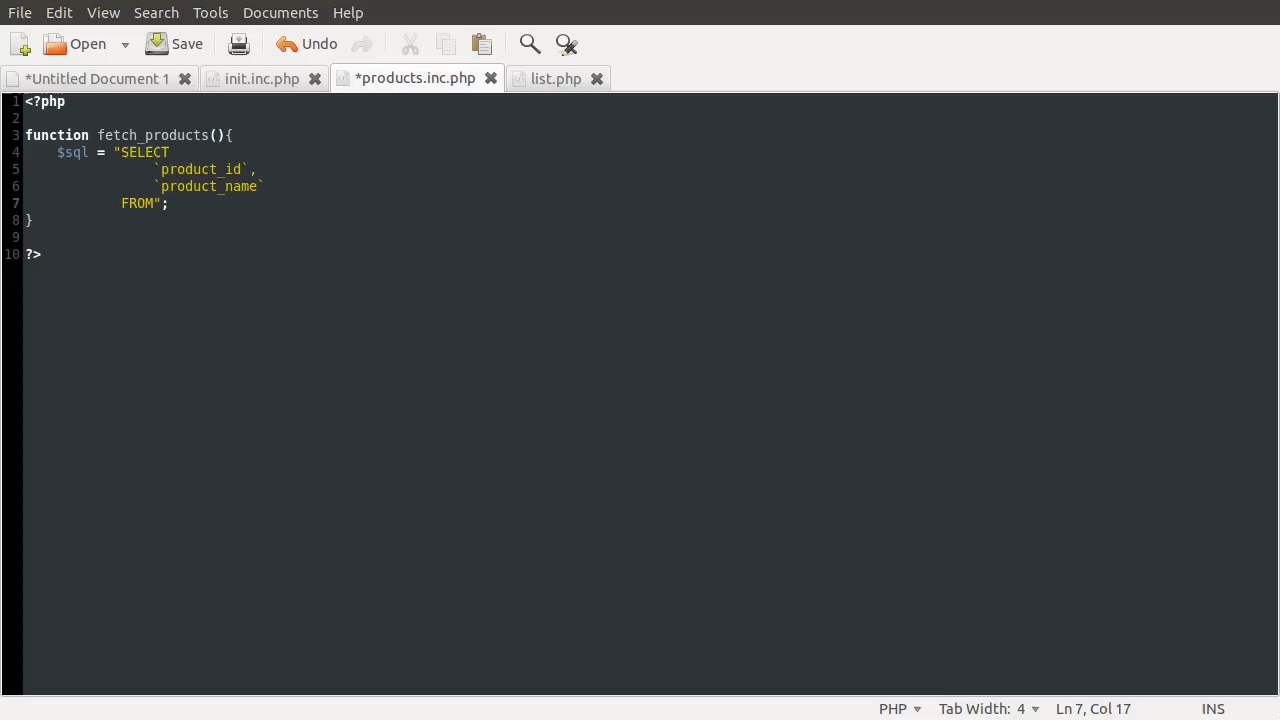 File Edit View Search Tools Documents Help
Open Save Undo
*Untitled Document 1 init.inc.php *products.inc.php list.php
1 <?php
2
3 function fetch_products(){
4 $sql = "SELECT
5 `product_id`,
6 `product_name`
7 FROM";
8 }
9
10 ?>
PHP Tab Width: 4 Ln 7, Col 17 INS